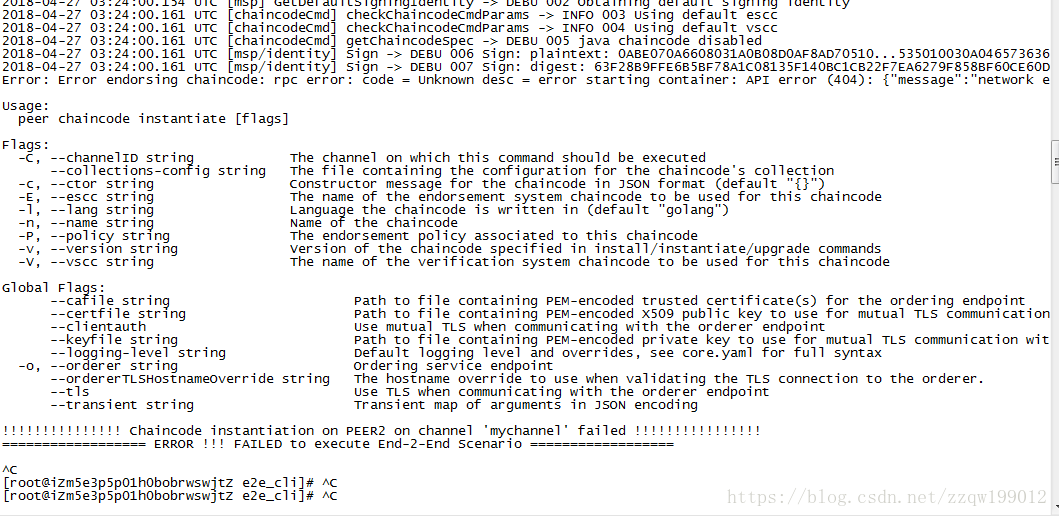 2018-04-27 03:24:00.154 UTC [msp] GetDefaultSigningIdentity -> DEBU 002 Obtaining default signing identity
2018-04-27 03:24:00.161 UTC [chaincodeCmd] checkChaincodeCmdParams -> INFO 003 Using default escc
2018-04-27 03:24:00.161 UTC [chaincodeCmd] checkChaincodeCmdParams -> INFO 004 Using default vscc
2018-04-27 03:24:00.161 UTC [chaincodeCmd] getChaincodeSpec -> DEBU 005 java chaincode disabled
2018-04-27 03:24:00.161 UTC [msp/identity] Sign -> DEBU 006 Sign: plaintext: 0ABE070A6608031A0B08D0AF8AD70510...535010030A04657363
2018-04-27 03:24:00.161 UTC [msp/identity] Sign -> DEBU 007 Sign: digest: 63F28B9FFE6B5BF78A1C08135F140BC1CB22F7EA6279F858BF60CE60D
Error: Error endorsing chaincode: rpc error: code = Unknown desc = error starting container: API error (404): {"message":"network e
Usage:
  peer chaincode instantiate [flags]
Flags:
  -C, --channelID string            The channel on which this command should be executed
      --collections-config string   The file containing the configuration for the chaincode's collection
  -c, --ctor string                 Constructor message for the chaincode in JSON format (default "{}")
  -E, --escc string                 The name of the endorsement system chaincode to be used for this chaincode
  -l, --lang string                 Language the chaincode is written in (default "golang")
  -n, --name string                 Name of the chaincode
  -P, --policy string               The endorsement policy associated to this chaincode
  -v, --version string              Version of the chaincode specified in install/instantiate/upgrade commands
  -V, --vscc string                 The name of the verification system chaincode to be used for this chaincode
Global Flags:
      --cafile string                       Path to file containing PEM-encoded trusted certificate(s) for the ordering endpoint
      --certfile string                     Path to file containing PEM-encoded X509 public key to use for mutual TLS communication
      --clientauth                          Use mutual TLS when communicating with the orderer endpoint
      --keyfile string                      Path to file containing PEM-encoded private key to use for mutual TLS communication wit
      --logging-level string                Default logging level and overrides, see core.yaml for full syntax
  -o, --orderer string                      Ordering service endpoint
      --ordererTLSHostnameOverride string   The hostname override to use when validating the TLS connection to the orderer.
      --tls                                 Use TLS when communicating with the orderer endpoint
      --transient string                    Transient map of arguments in JSON encoding
!!!!!!!!!!!!!!! Chaincode instantiation on PEER2 on channel 'mychannel' failed !!!!!!!!!!!!!!!!
================== ERROR !!! FAILED to execute End-2-End Scenario ==================
^C
[root@iZm5e3p5p01h0bobrwswjtZ e2e_cli]# ^C
[root@iZm5e3p5p01h0bobrwswjtZ e2e_cli]# ^C
https://blog.csdn.net/zzqw199012